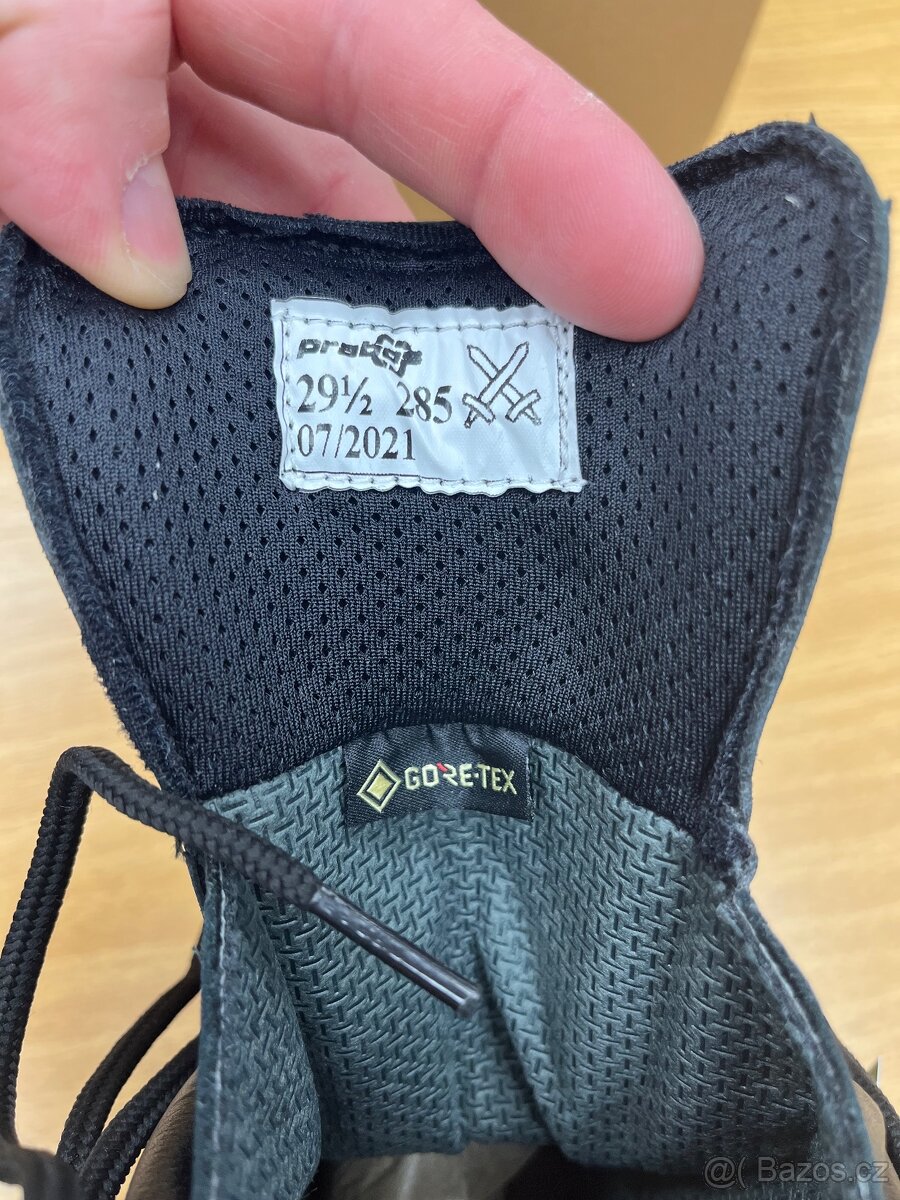 prabos
29½ 285
07/2021
GORE-TEX
@( Bazos.cz